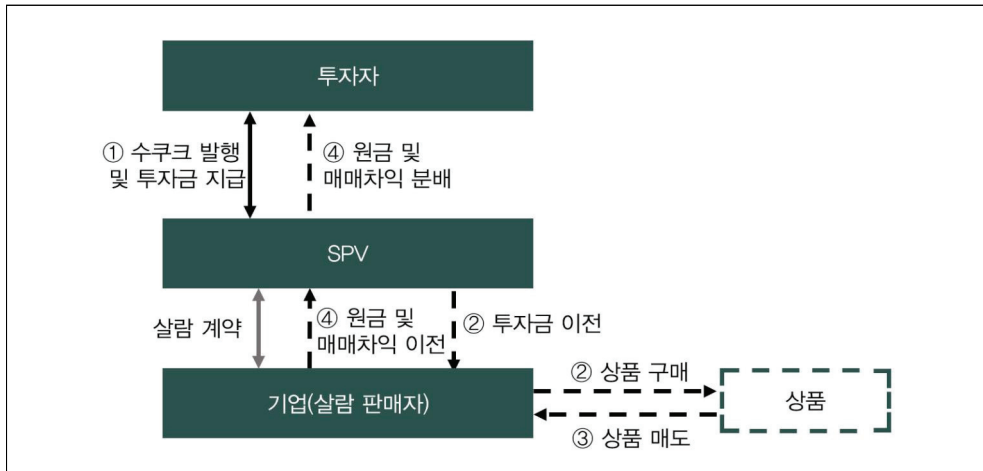 투자자
① 수쿠크 발행
및 투자금 지급
④ 원금 및
매매차익 분배
SPV
살람 계약
④ 원금 및
매매차익 이전
② 투자금 이전
기업(살람 판매자)
② 상품 구매
③ 상품 매도
상품